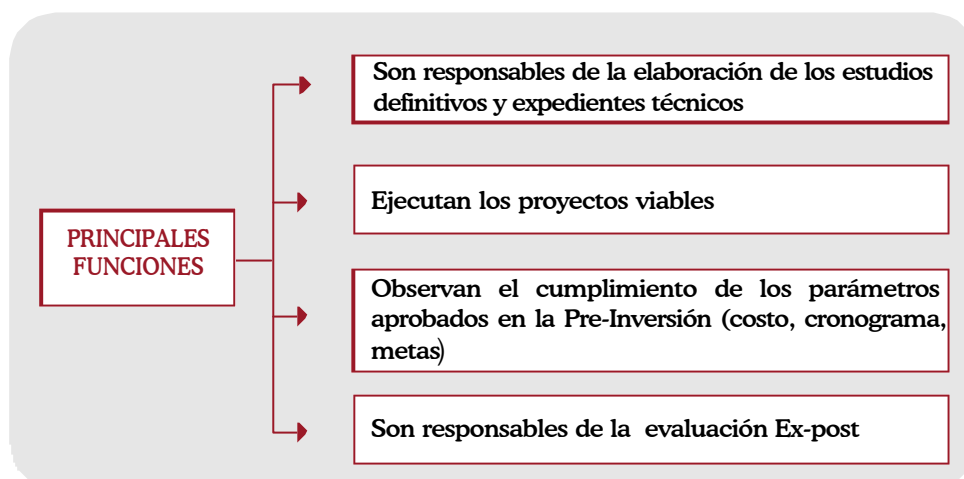 PRINCIPALES
FUNCIONES
Son responsables de la elaboración de los estudios
definitivos y expedientes técnicos
Ejecutan los proyectos viables
Observan el cumplimiento de los parámetros
aprobados en la Pre-Inversión (costo, cronograma,
metas)
Son responsables de la evaluación Ex-post